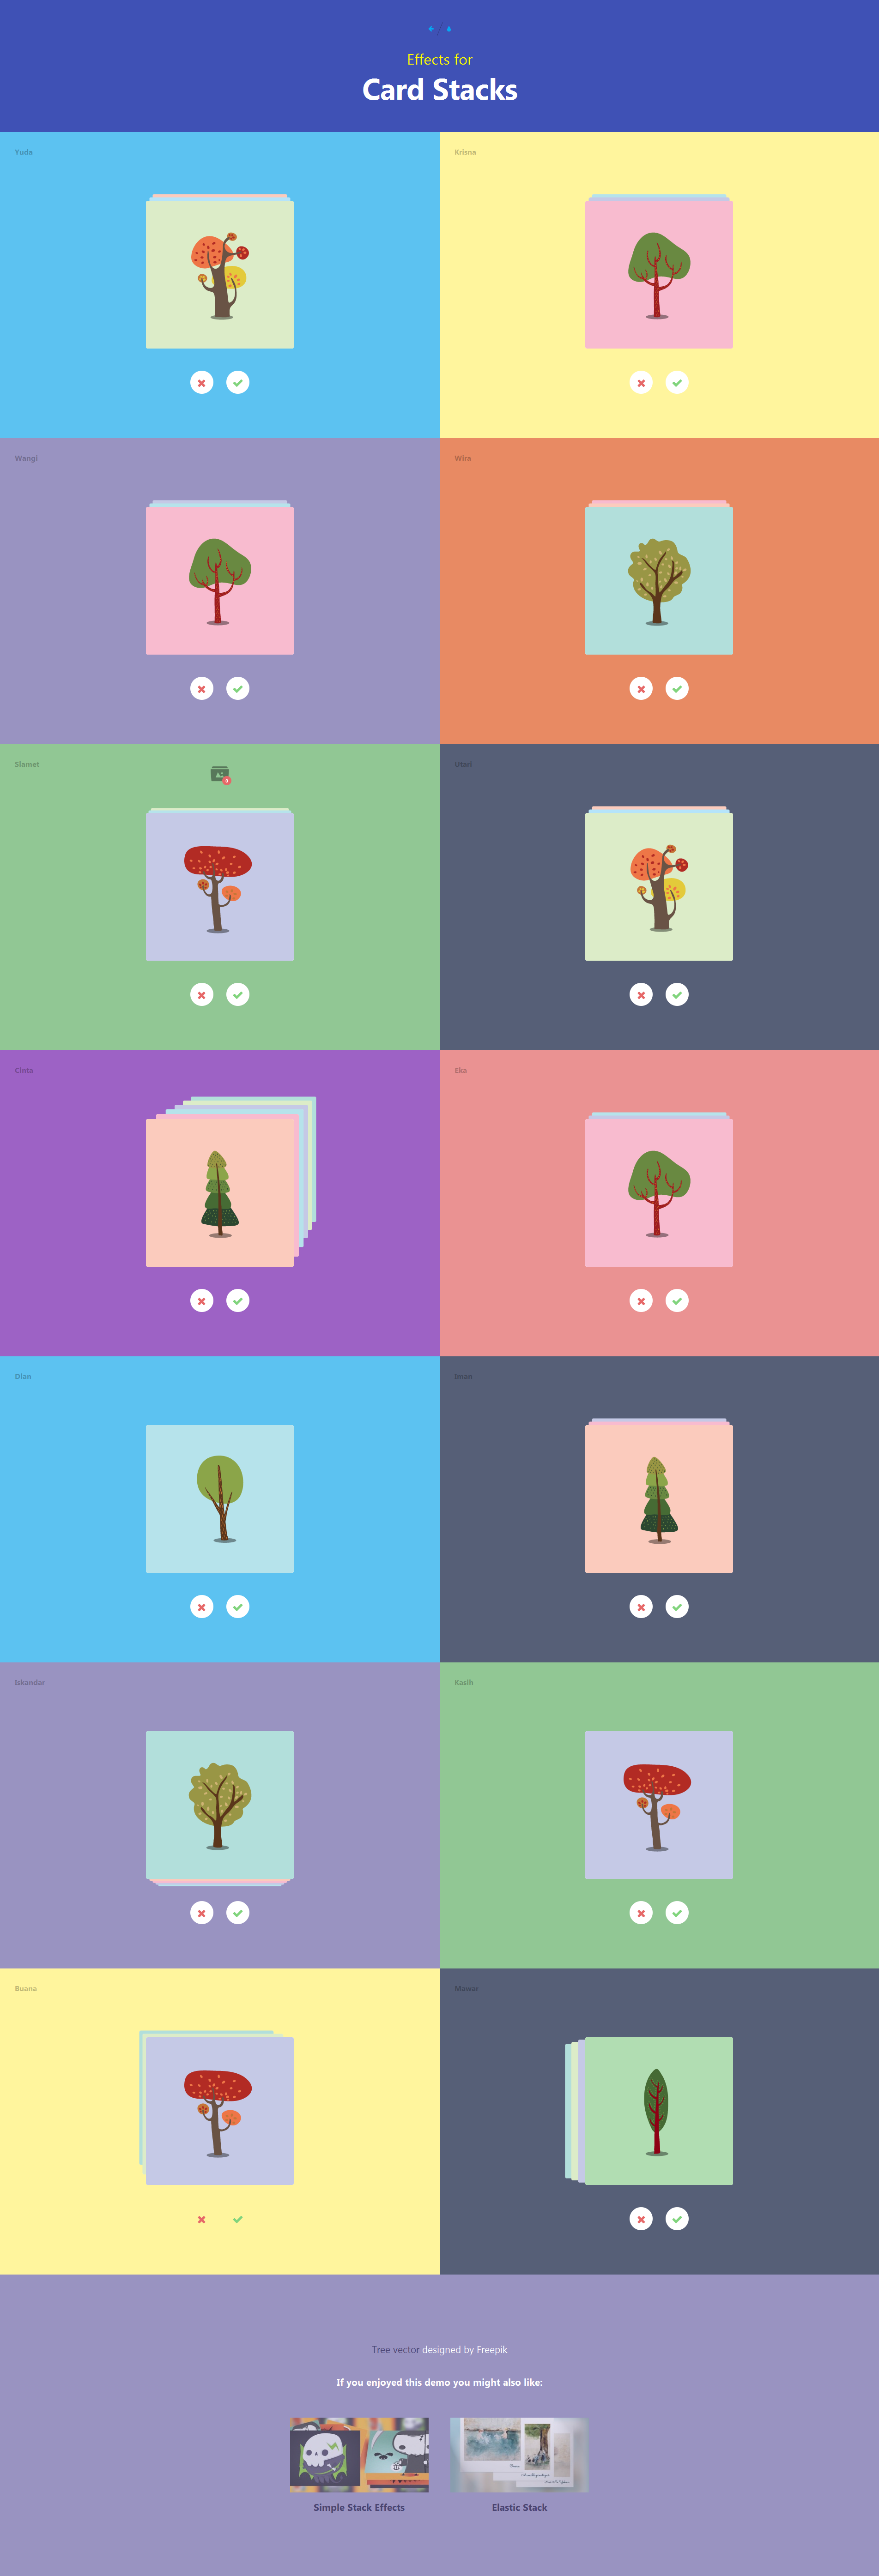 Effects for
Card Stacks
Yuda
Krisna
Wangi
Wira
Slamet
Utari
Cinta
Eka
Dian
Iman
Iskandar
Kasih
Buana
Mawar
Tree vector designed by Freepik
If you enjoyed this demo you might also like:
Simple Stack Effects
Elastic Stack